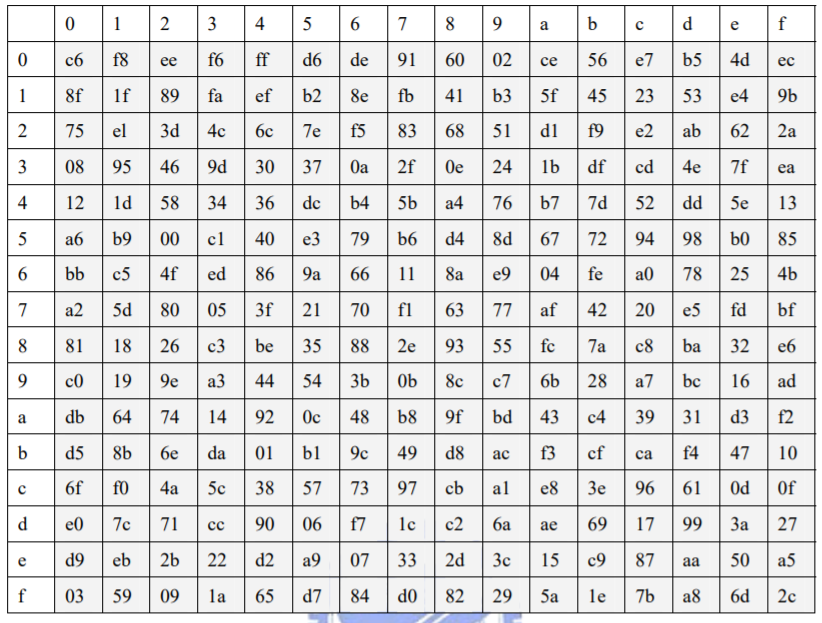 0 1 2 3 4 5 6 7 8 9 a b c d e f
0 c6 f8 ee f6 ff d6 de 91 60 02 ce 56 e7 b5 4d ec
1 8f 1f 89 fa ef b2 8e fb 41 b3 5f 45 23 53 e4 9b
2 75 el 3d 4c 6c 7e f5 83 68 51 d1 f9 e2 ab 62 2a
3 08 95 46 9d 30 37 0a 2f 0e 24 1b df cd 4e 7f ea
4 12 1d 58 34 36 dc b4 5b a4 76 b7 7d 52 dd 5e 13
5 a6 b9 00 c1 40 e3 79 b6 d4 8d 67 72 94 98 b0 85
6 bb c5 4f ed 86 9a 66 11 8a e9 04 fe a0 78 25 4b
7 a2 5d 80 05 3f 21 70 f1 63 77 af 42 20 e5 fd bf
8 81 18 26 c3 be 35 88 2e 93 55 fc 7a c8 ba 32 e6
9 c0 19 9e a3 44 54 3b 0b 8c c7 6b 28 a7 bc 16 ad
a db 64 74 14 92 0c 48 b8 9f bd 43 c4 39 31 d3 f2
b d5 8b 6e da 01 b1 9c 49 d8 ac f3 cf ca f4 47 10
c 6f f0 4a 5c 38 57 73 97 cb a1 e8 3e 96 61 0d 0f
d e0 7c 71 cc 90 06 f7 1c c2 6a ae 69 17 99 3a 27
e d9 eb 2b 22 d2 a9 07 33 2d 3c 15 c9 87 aa 50 a5
f 03 59 09 1a 65 d7 84 d0 82 29 5a 1e 7b a8 6d 2c